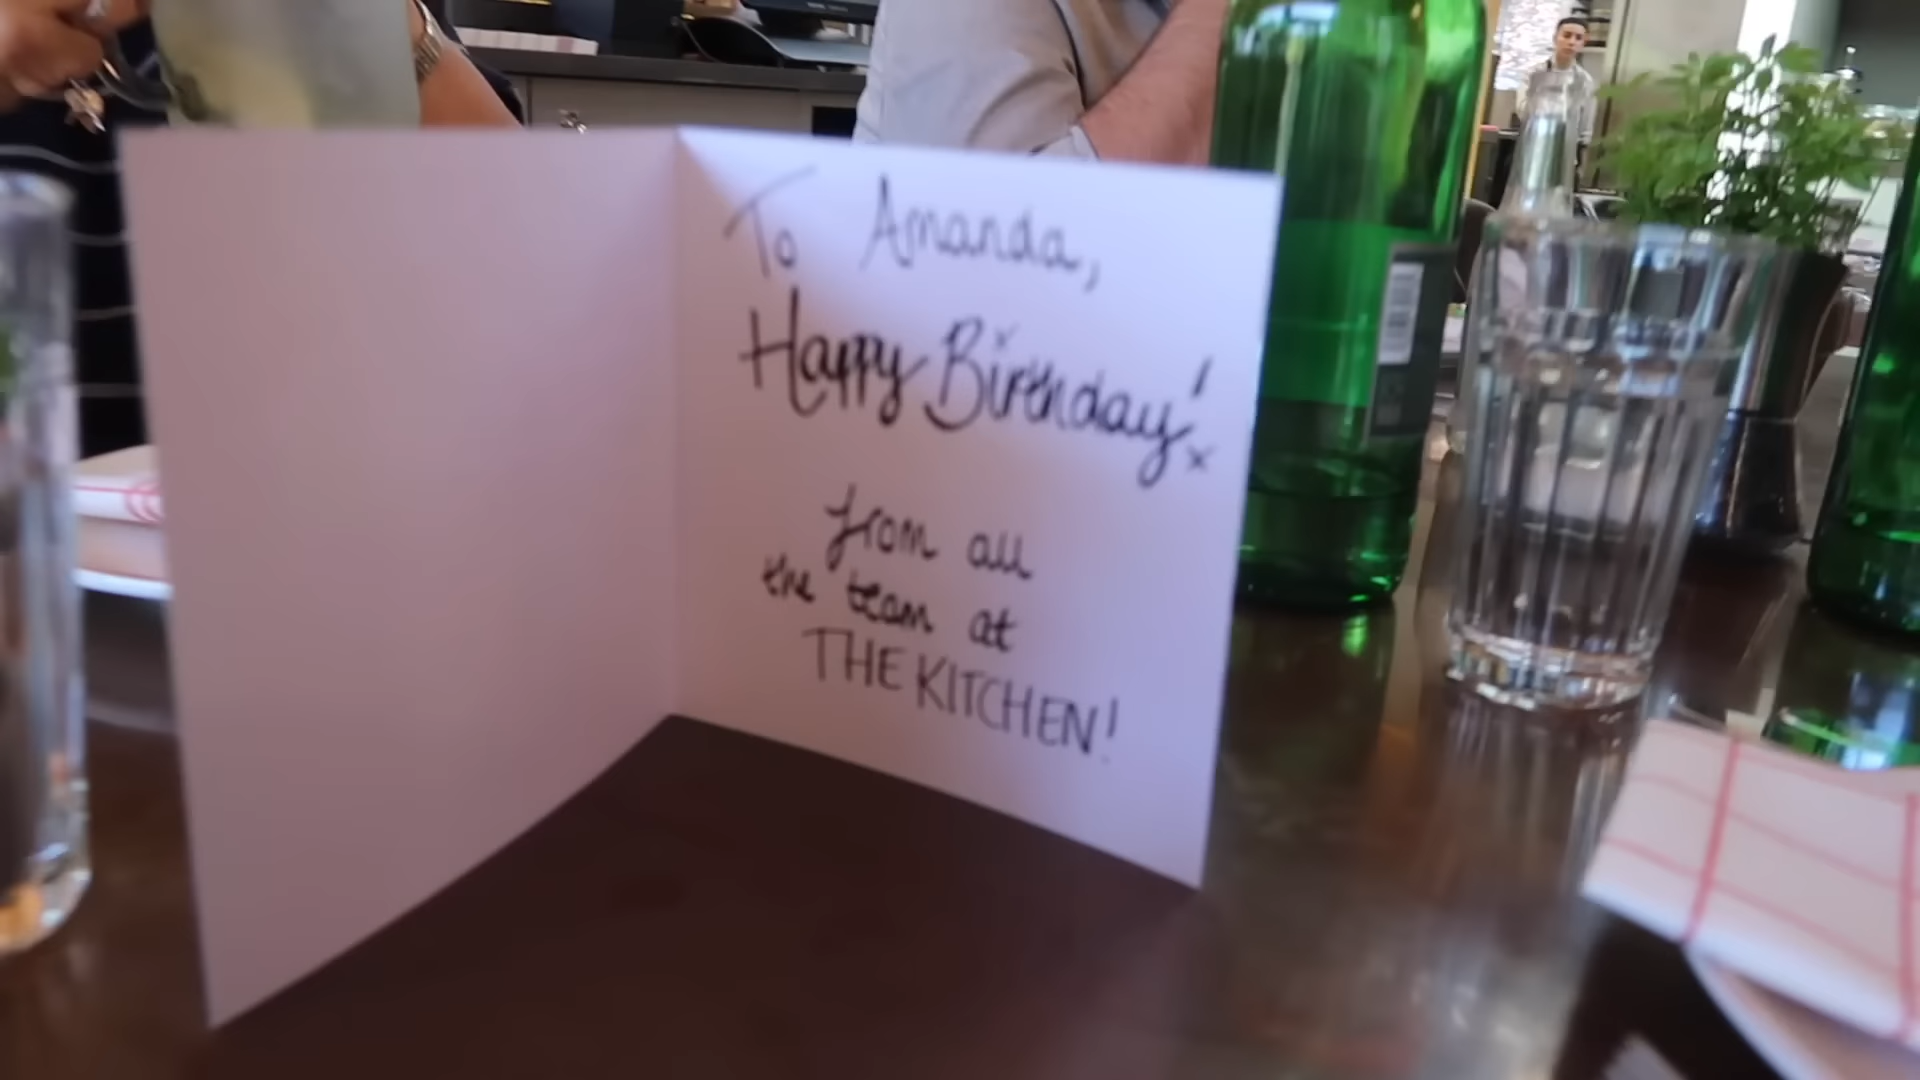 To Amanda,
Happy Birthday! x
from all
the team at
THE KITCHEN!